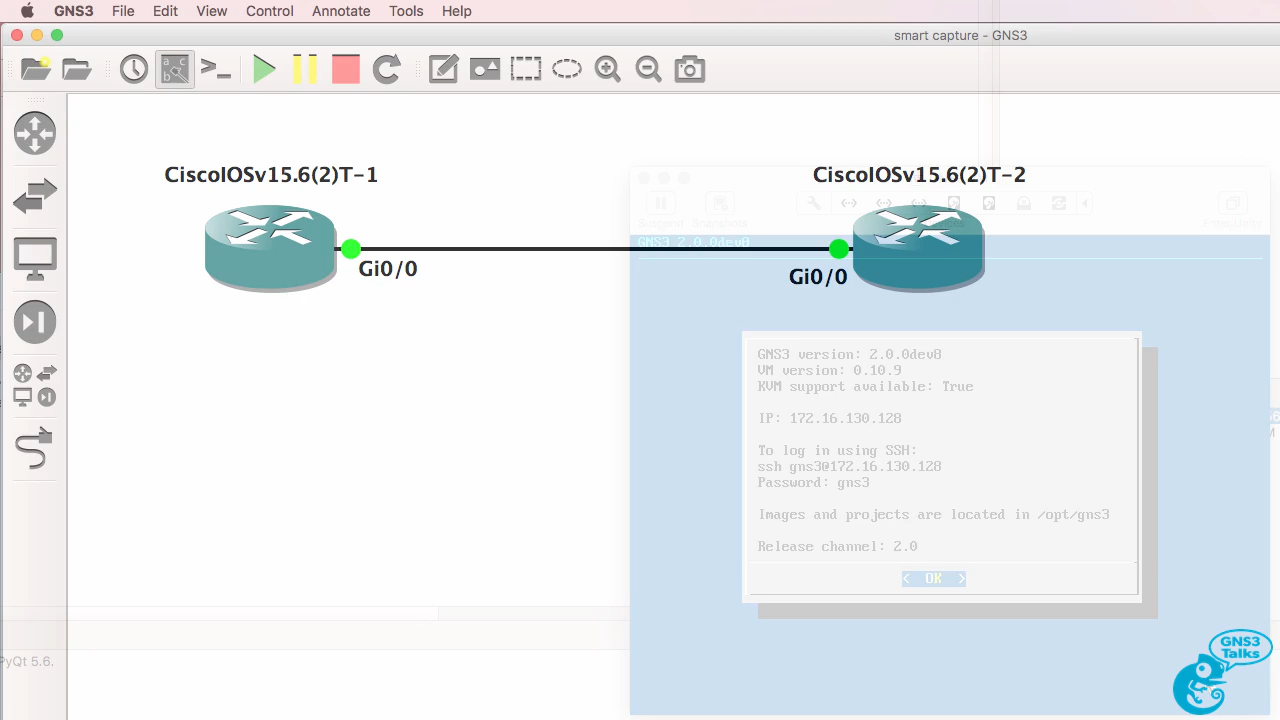 GNS3 File Edit View Control Annotate Tools Help
smart capture - GNS3
CiscoIOSv15.6(2)T-1
CiscoIOSv15.6(2)T-2
Snapshots
GNS3 2.0.0dev8
Gi0/0
Gi0/0
GNS3 version: 2.0.0dev8
VM version: 0.10.9
KVM support available: True
IP: 172.16.130.128
To log in using SSH:
ssh gns3@172.16.130.128
Password: gns3
Images and projects are located in /opt/gns3
Release channel: 2.0
< OK >
PyQt 5.6.
GNS3
Talks